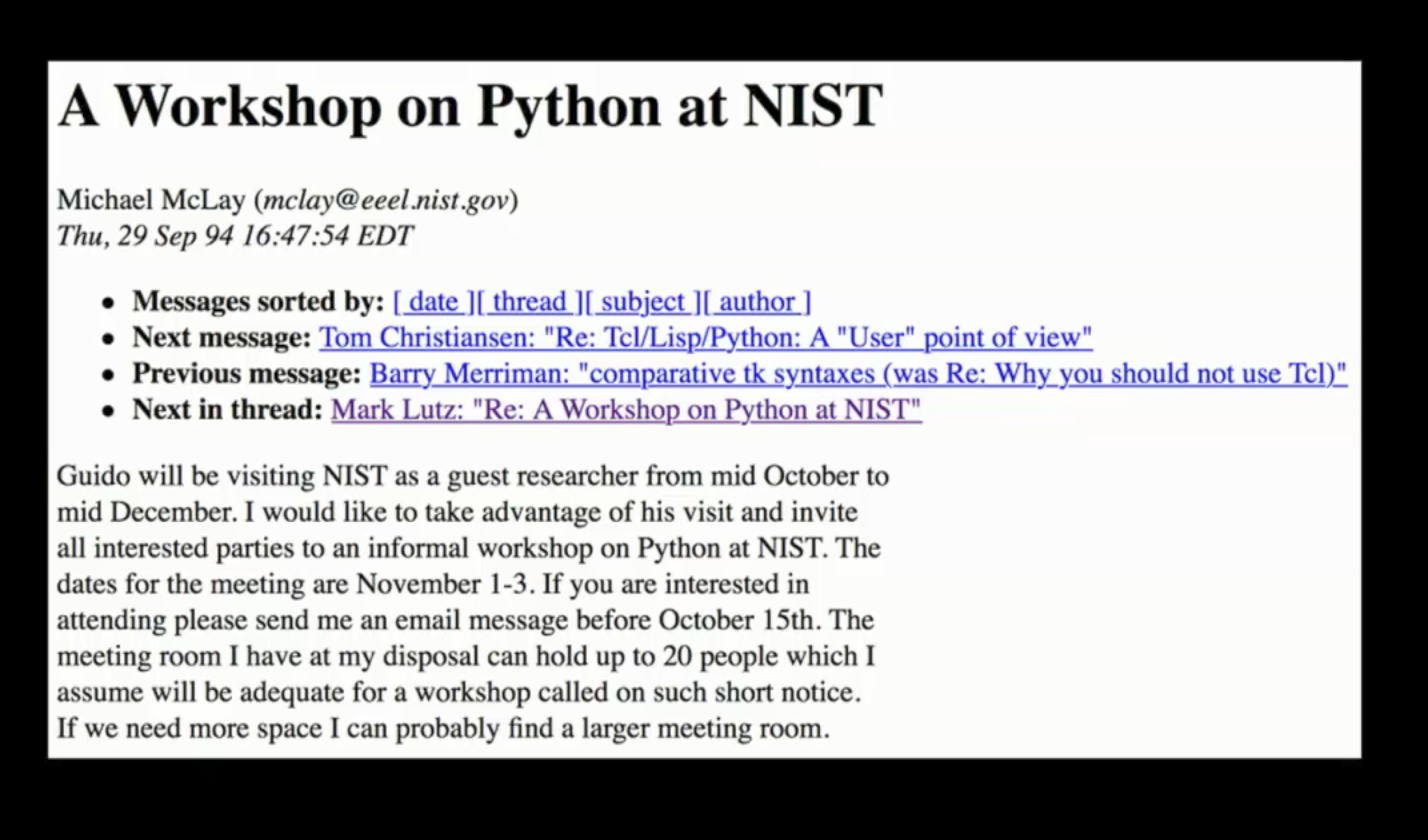 A Workshop on Python at NIST
Michael McLay (mclay@eeel.nist.gov)
Thu, 29 Sep 94 16:47:54 EDT
• Messages sorted by: [ date ][ thread ][ subject ][ author ]
• Next message: Tom Christiansen: "Re: Tcl/Lisp/Python: A "User" point of view"
• Previous message: Barry Merriman: "comparative tk syntaxes (was Re: Why you should not use Tcl)"
• Next in thread: Mark Lutz: "Re: A Workshop on Python at NIST"
Guido will be visiting NIST as a guest researcher from mid October to
mid December. I would like to take advantage of his visit and invite
all interested parties to an informal workshop on Python at NIST. The
dates for the meeting are November 1-3. If you are interested in
attending please send me an email message before October 15th. The
meeting room I have at my disposal can hold up to 20 people which I
assume will be adequate for a workshop called on such short notice.
If we need more space I can probably find a larger meeting room.